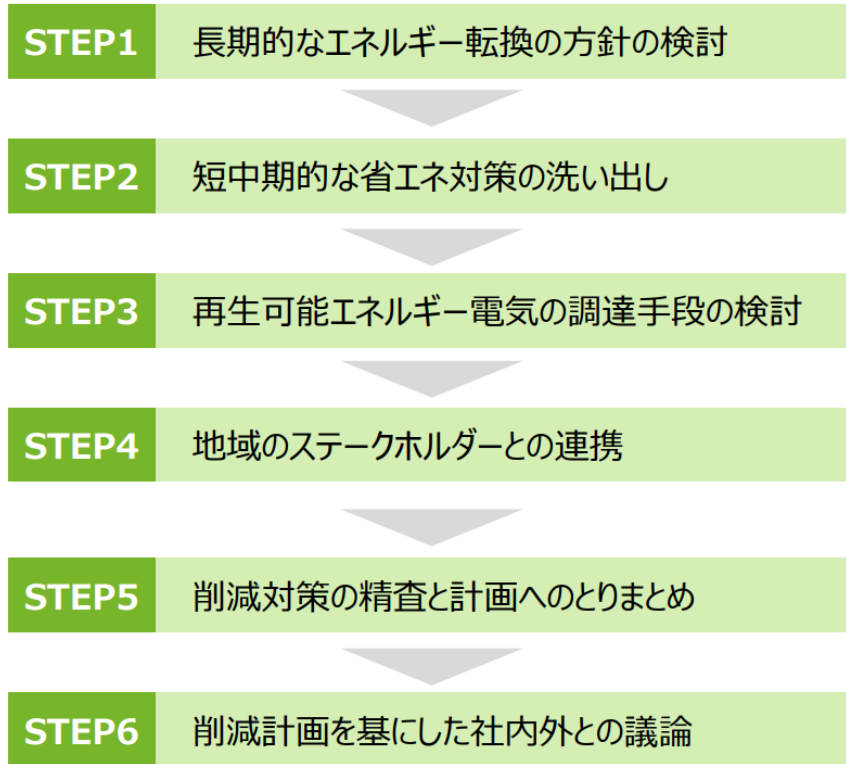 STEP1 長期的なエネルギー転換の方針の検討
STEP2 短中期的な省エネ対策の洗い出し
STEP3 再生可能エネルギー電気の調達手段の検討
STEP4 地域のステークホルダーとの連携
STEP5 削減対策の精査と計画へのとりまとめ
STEP6 削減計画を基にした社内外との議論